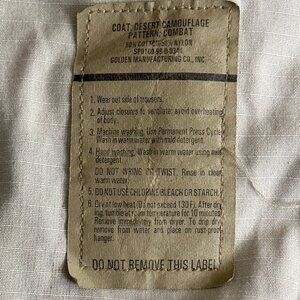 COAT, DESERT CAMOUFLAGE
PATTERN: COMBAT
50% COTTON/50% NYLON
GOLDEN MANUFACTURING CO., INC.
1. Wear outside of trousers.
2. Adjust closures to ventilate; avoid overheating
of body.
3. Machine washing. Use Permanent Press Cycle.
Wash in warm water with mild detergent.
4. Hand washing. Wash in warm water using mild
detergent.
DO NOT WRING OR TWIST. Rinse in clean,
warm water.
5. DO NOT USE CHLORINE BLEACH OR STARCH.
6. Dry at low heat (Do not exceed 130 F). After dry-
ing, tumble at room temperature for 10 minutes.
Remove immediately from dryer. To drip dry,
remove from water and place on rust-proof
hanger.
DO NOT REMOVE THIS LABEL